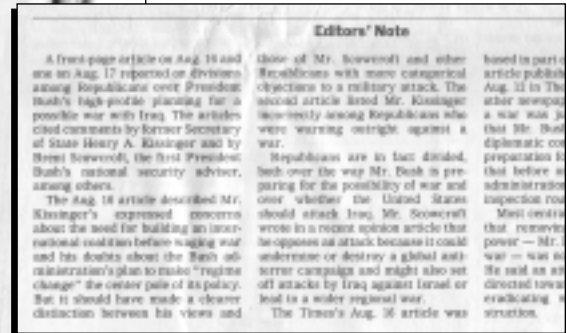 Editors' Note
A front-page article on Aug. 16 and
one on Aug. 17 reported on divisions
among Republicans over President
Bush's high-profile planning for a
possible war with Iraq. The articles
cited comments by former Secretary
of State Henry A. Kissinger and by
Brent Scowcroft, the first President
Bush's national security adviser,
among others.
The Aug. 16 article described Mr.
Kissinger's expressed concerns
about the need for building an inter-
national coalition before waging war
and his doubts about the Bush ad-
ministration's plan to make "regime
change" the center pole of its policy.
But it should have made a clearer
distinction between his views and
those of Mr. Scowcroft and other
Republicans with more categorical
objections to a military attack. The
second article listed Mr. Kissinger
incorrectly among Republicans who
were warning outright against a
war.
Republicans are in fact divided,
both over the way Mr. Bush is pre-
paring for the possibility of war and
over whether the United States
should attack Iraq. Mr. Scowcroft
wrote in a recent opinion article that
he opposes an attack because it could
undermine or destroy a global anti-
terror campaign and might also set
off attacks by Iraq against Israel or
lead to a wider regional war.
The Times's Aug. 16 article was
based in part
article
Aug. 12 in The
other
a war was
that Mr.
diplomatic
preparation
that before
administration
inspection
Most
that
power — Mr.
war — was
He said an
directed
eradicating
struction.